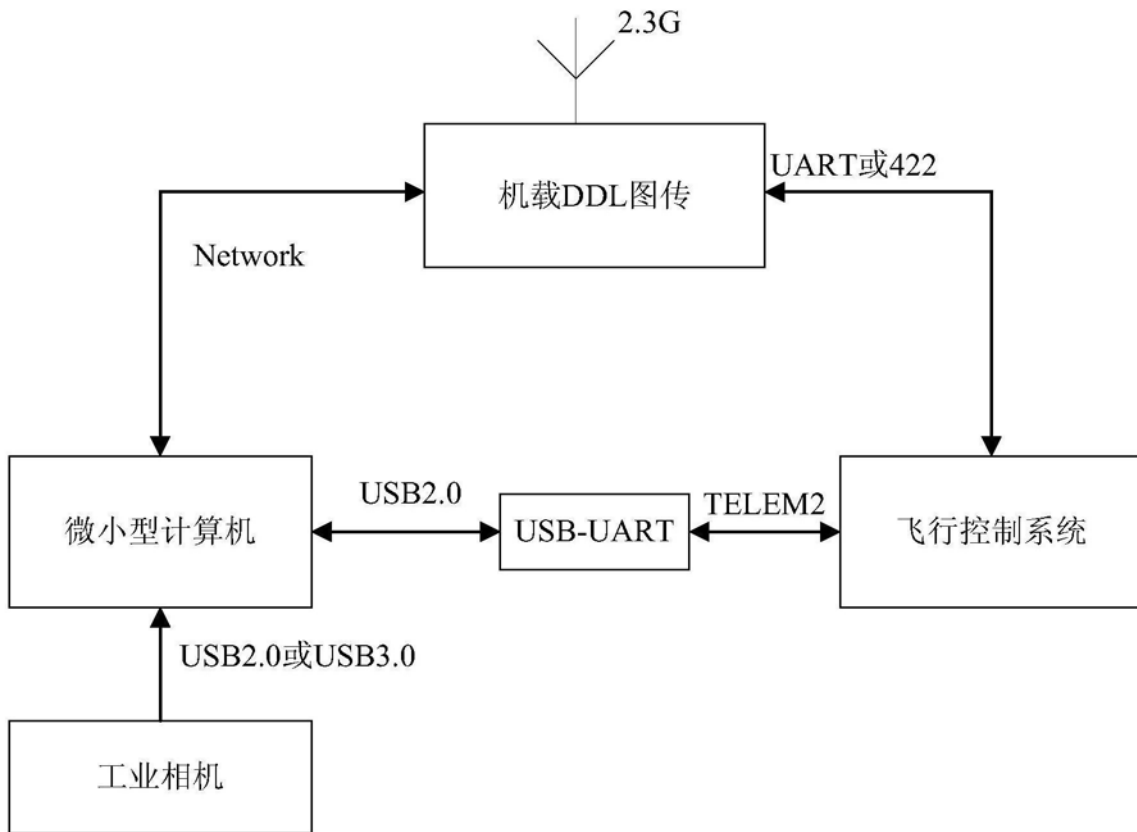 2.3G
UART或422
机载DDL图传
Network
USB2.0
TELEM2
微小型计算机
USB-UART
飞行控制系统
USB2.0或USB3.0
工业相机